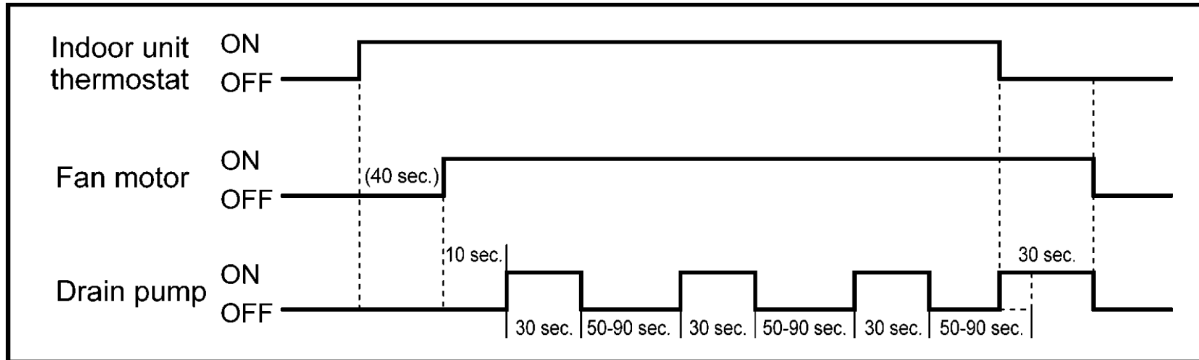 Indoor unit
thermostat
ON
OFF
Fan motor
ON
OFF
(40 sec.)
Drain pump
ON
OFF
10 sec.
30 sec.
30 sec. 50-90 sec. 30 sec. 50-90 sec. 30 sec. 50-90 sec.